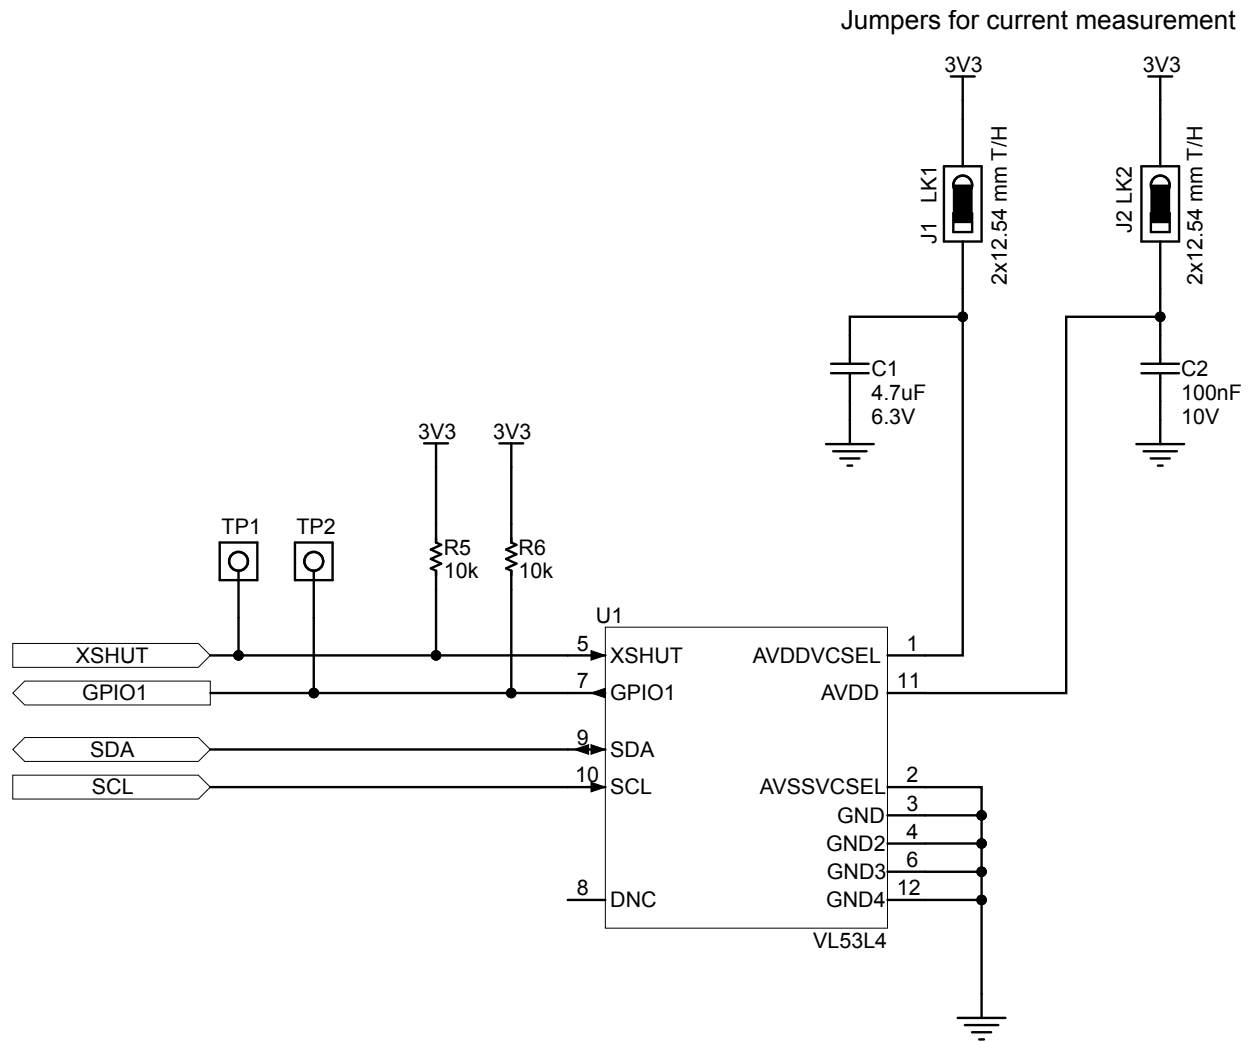 Jumpers for current measurement
3V3
3V3
J1 LK1
2x12.54 mm T/H
J2 LK2
2x12.54 mm T/H
C1
4.7uF
6.3V
C2
100nF
10V
3V3
3V3
TP1
TP2
R5
10k
R6
10k
U1
XSHUT
5
XSHUT
AVDDVCSEL
1
GPIO1
7
GPIO1
AVDD
11
SDA
9
SDA
SCL
10
SCL
AVSSVCSEL
2
GND
3
GND2
4
GND3
6
8
DNC
GND4
12
VL53L4